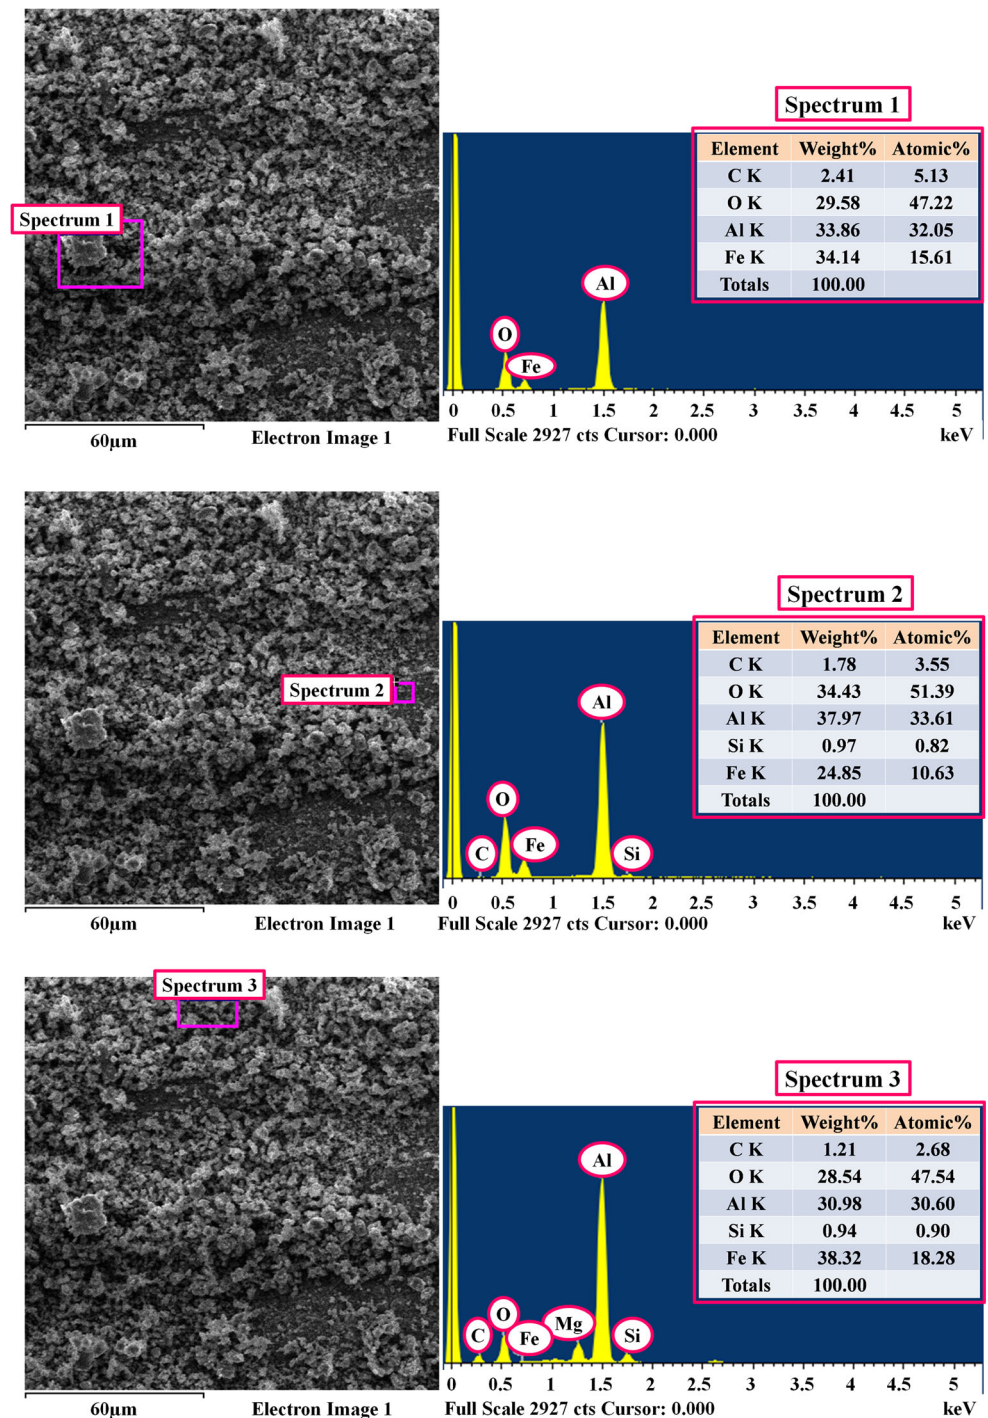 Spectrum 1
Spectrum 1
Element Weight% Atomic%
C K 2.41 5.13
O K 29.58 47.22
Al K 33.86 32.05
Fe K 34.14 15.61
Totals 100.00
Al
O
Fe
0 0.5 1 1.5 2 2.5 3 3.5 4 4.5 5
60µm Electron Image 1 Full Scale 2927 cts Cursor: 0.000 keV
Spectrum 2
Element Weight% Atomic%
C K 1.78 3.55
O K 34.43 51.39
Al K 37.97 33.61
Si K 0.97 0.82
Fe K 24.85 10.63
Totals 100.00
Spectrum 2
Al
O
C Fe Si
0 0.5 1 1.5 2 2.5 3 3.5 4 4.5 5
60µm Electron Image 1 Full Scale 2927 cts Cursor: 0.000 keV
Spectrum 3
Spectrum 3
Element Weight% Atomic%
C K 1.21 2.68
O K 28.54 47.54
Al K 30.98 30.60
Si K 0.94 0.90
Fe K 38.32 18.28
Totals 100.00
Al
O Mg
C Fe Si
0 0.5 1 1.5 2 2.5 3 3.5 4 4.5 5
60µm Electron Image 1 Full Scale 2927 cts Cursor: 0.000 keV